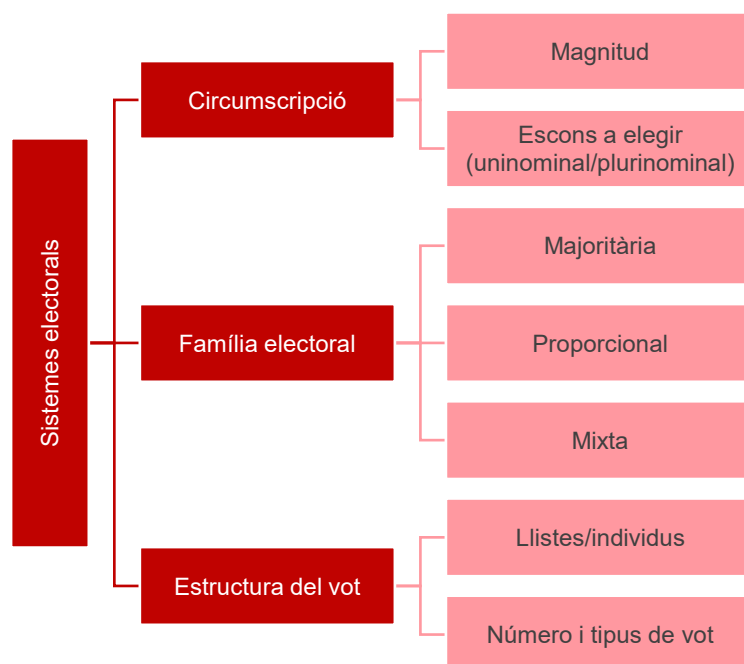 Sistemes electorals
Circumscripció
Magnitud
Escons a elegir
(uninominal/plurinominal)
Família electoral
Majoritària
Proporcional
Mixta
Estructura del vot
Llistes/individus
Número i tipus de vot